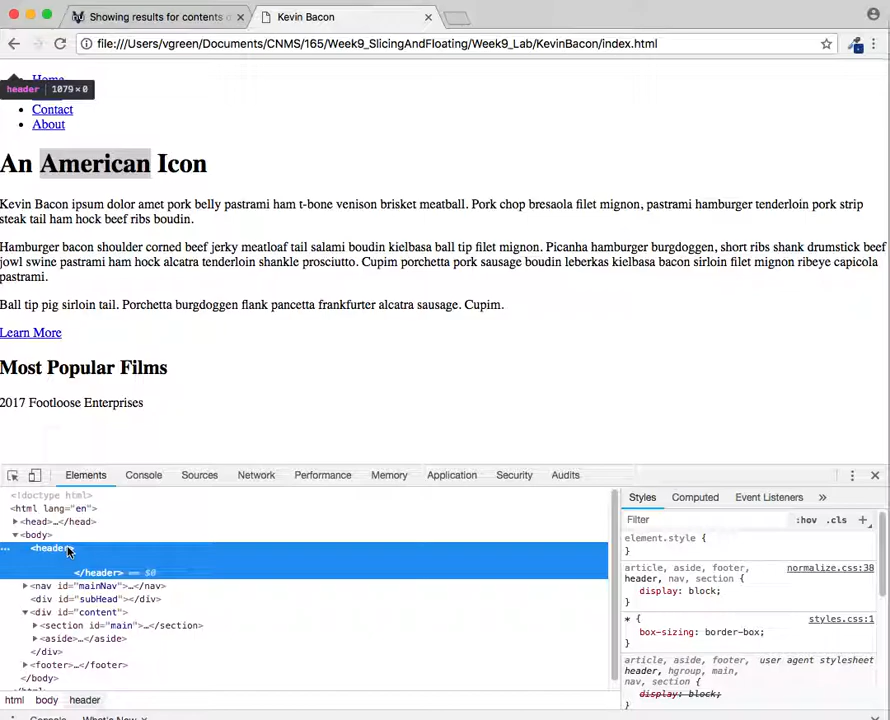 Showing results for contents o
Kevin Bacon
file:///Users/vgreen/Documents/CNMS/165/Week9_SlicingAndFloating/Week9_Lab/KevinBacon/index.html
Home
header 1079×0
Contact
About
An American Icon
Kevin Bacon ipsum dolor amet pork belly pastrami ham t-bone venison brisket meatball. Pork chop bresaola filet mignon, pastrami hamburger tenderloin pork strip
steak tail ham hock beef ribs boudin.
Hamburger bacon shoulder corned beef jerky meatloaf tail salami boudin kielbasa ball tip filet mignon. Picanha hamburger burgdoggen, short ribs shank drumstick beef
jowl swine pastrami ham hock alcatra tenderloin shankle prosciutto. Cupim porchetta pork sausage boudin leberkas kielbasa bacon sirloin filet mignon ribeye capicola
pastrami.
Ball tip pig sirloin tail. Porchetta burgdoggen flank pancetta frankfurter alcatra sausage. Cupim.
Learn More
Most Popular Films
2017 Footloose Enterprises
Elements Console Sources Network Performance Memory Application Security Audits
<!doctype html>
<html lang="en">
<head>…</head>
<body>
<header>
</header> == $0
<nav id="mainNav">…</nav>
<div id="subHead"></div>
<div id="content">
<section id="main">…</section>
<aside>…</aside>
</div>
<footer>…</footer>
</body>
html body header
Styles Computed Event Listeners »
Filter :hov .cls +
element.style {
}
article, aside, footer, normalize.css:38
header, nav, section {
display: block;
}
* { styles.css:1
box-sizing: border-box;
}
article, aside, footer, user agent stylesheet
header, hgroup, main,
nav, section {
display: block;
Console What's New